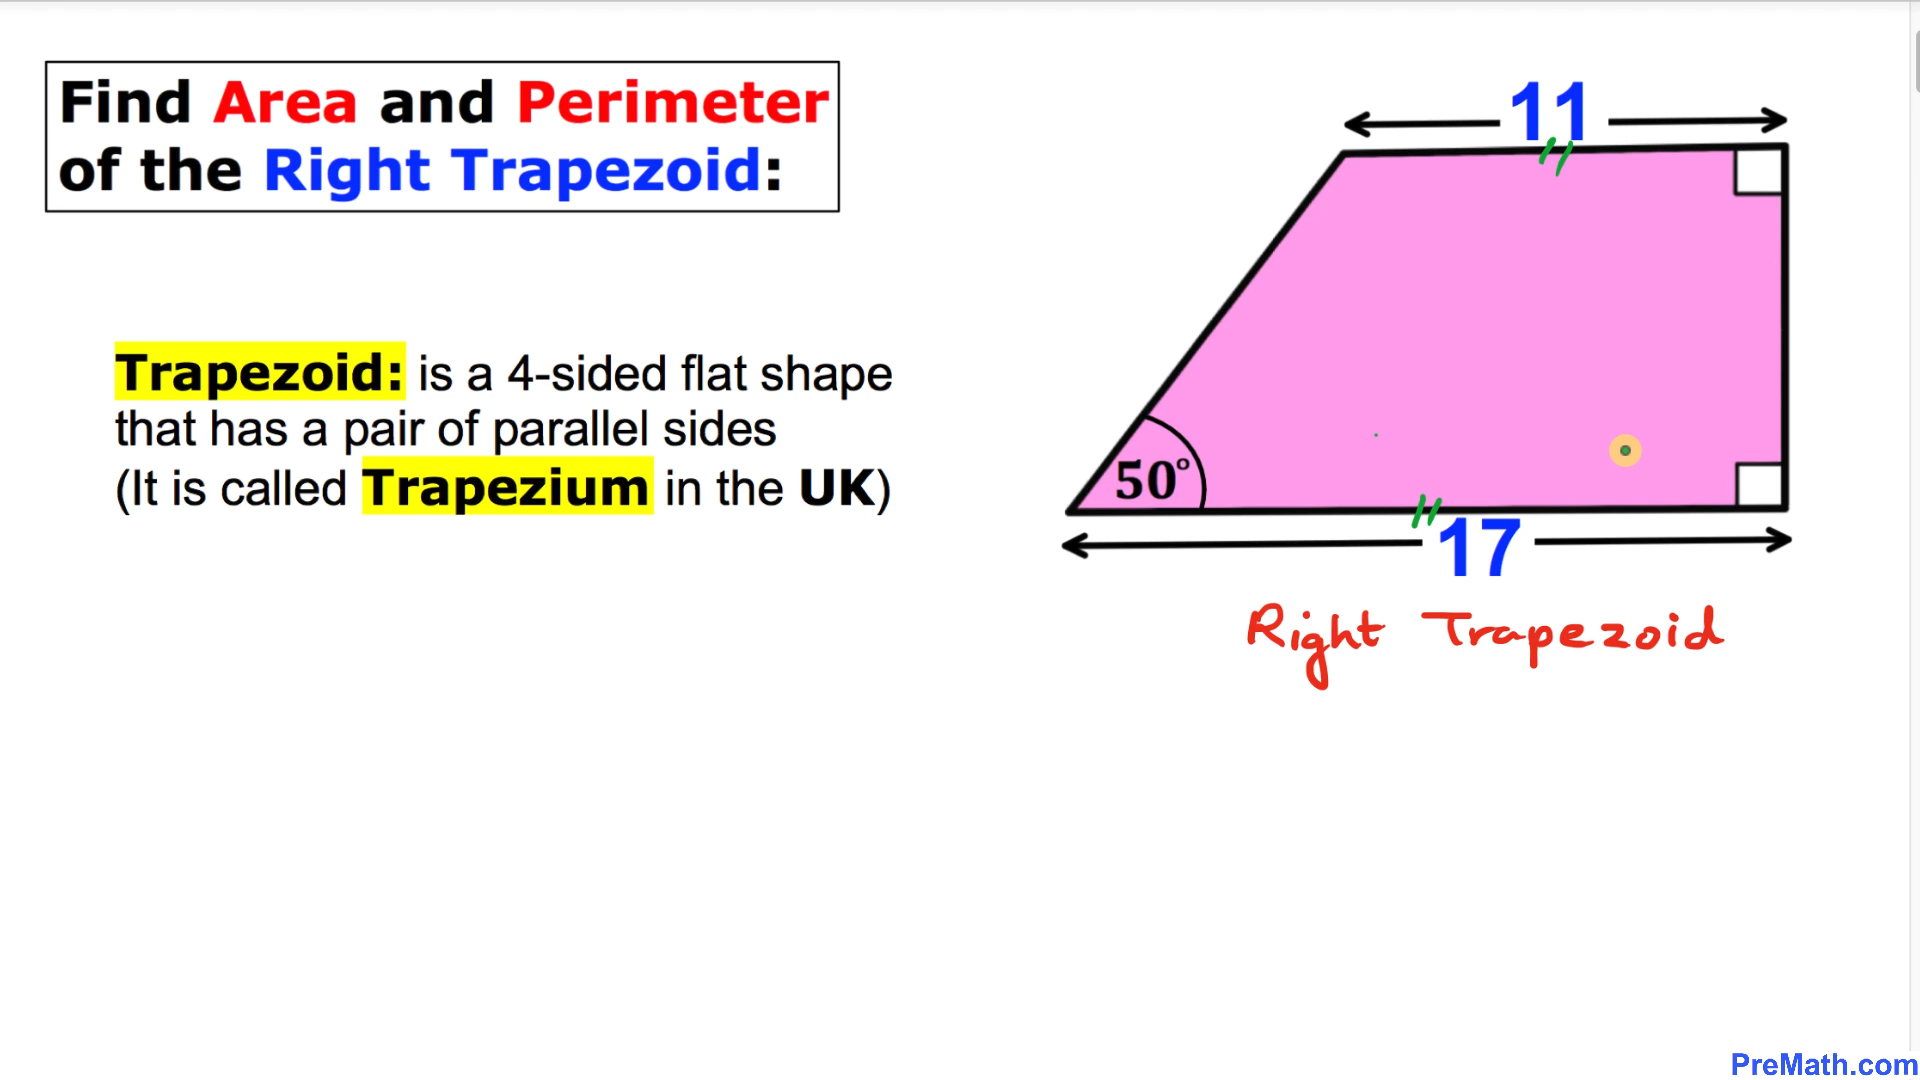 Find Area and Perimeter
of the Right Trapezoid:
11
Trapezoid: is a 4-sided flat shape
that has a pair of parallel sides
(It is called Trapezium in the UK)
50°
17
Right Trapezoid
PreMath.com